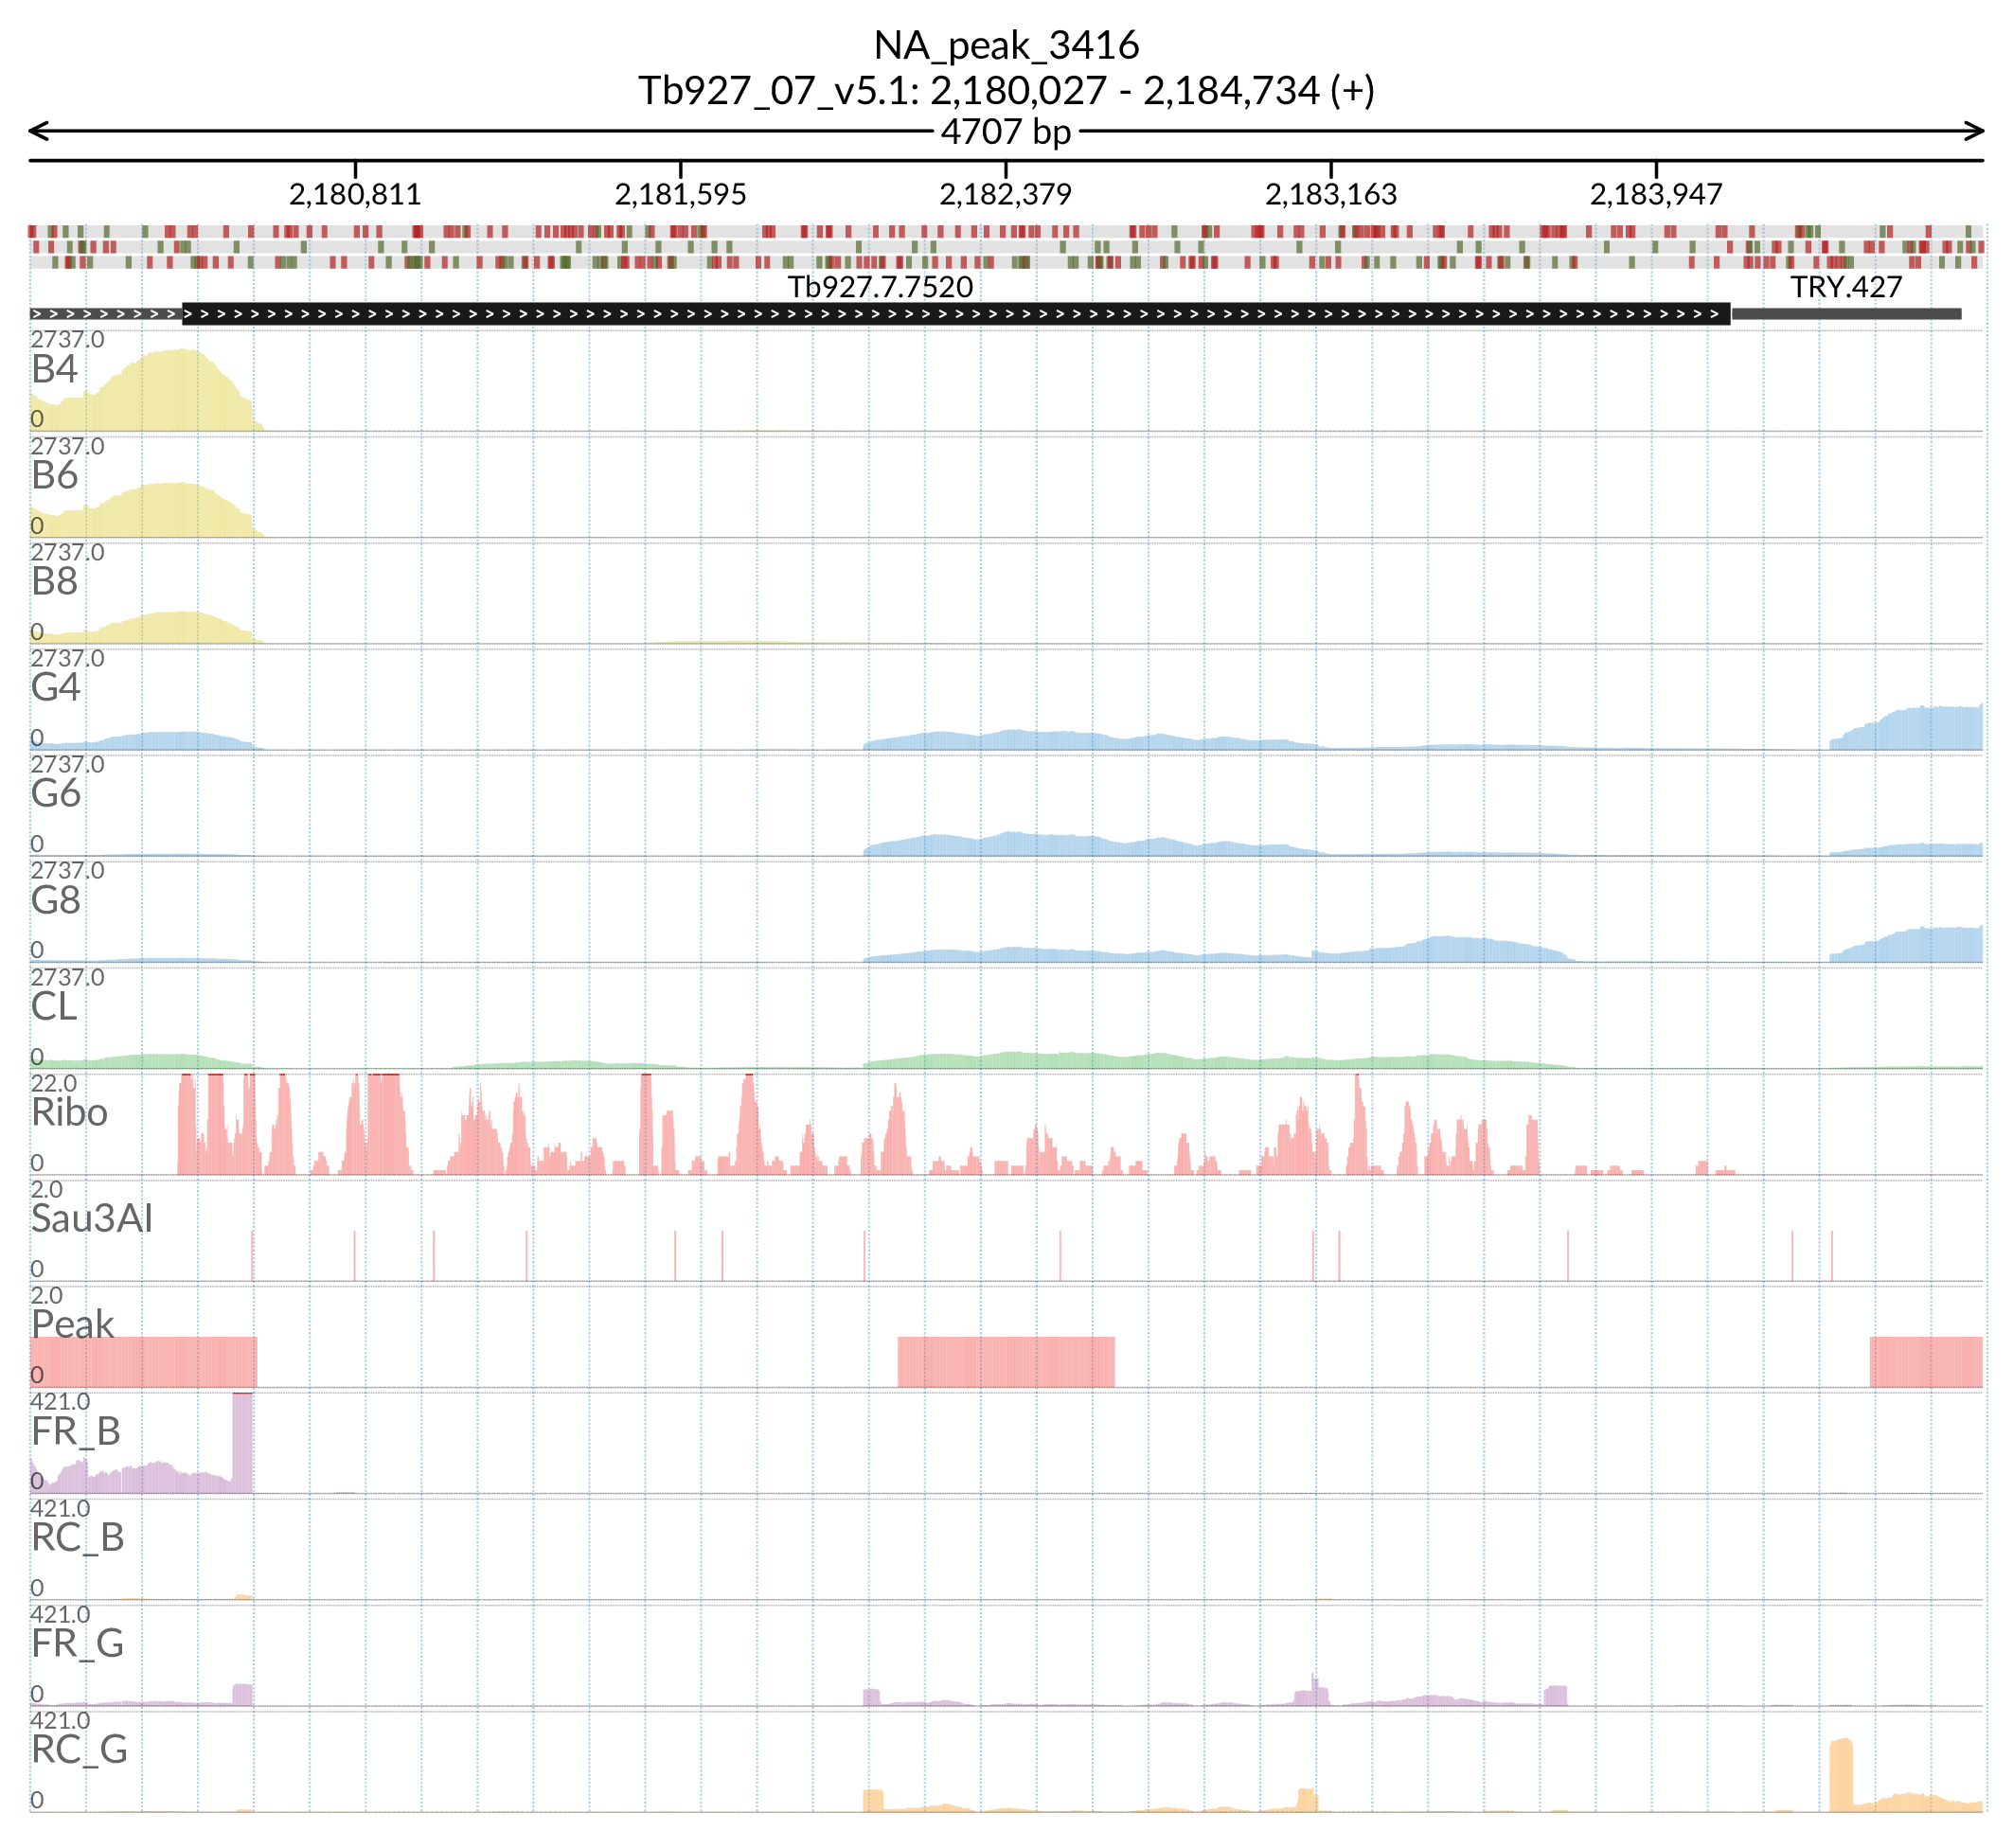 NA_peak_3416
Tb927_07_v5.1: 2,180,027 - 2,184,734 (+)
4707 bp
2,180,811 2,181,595 2,182,379 2,183,163 2,183,947
Tb927.7.7520 TRY.427
2737.0
B4
0
2737.0
B6
0
2737.0
B8
0
2737.0
G4
0
2737.0
G6
0
2737.0
G8
0
2737.0
CL
0
22.0
Ribo
0
2.0
Sau3AI
0
2.0
Peak
0
421.0
FR_B
0
421.0
RC_B
0
421.0
FR_G
0
421.0
RC_G
0